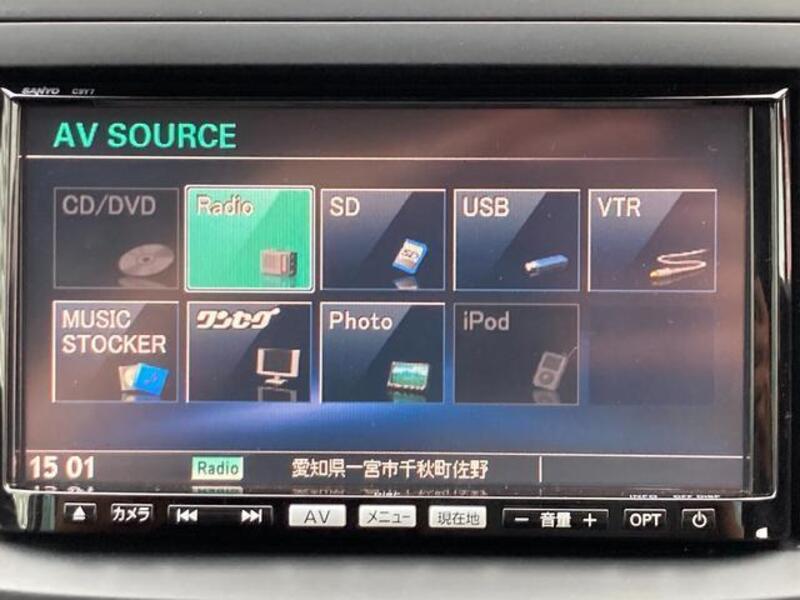 SANYO
AV SOURCE
CD/DVD Radio SD USB VTR
MUSIC STOCKER ワンセグ Photo iPod
15 01 Radio 愛知県一宮市千秋町佐野
カメラ AV メニュー 現在地 − 音量 + OPT